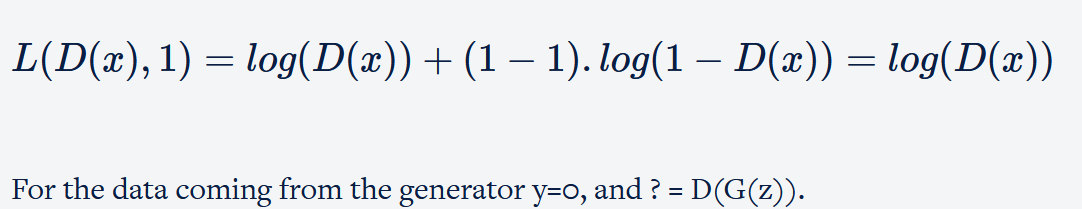 L(D(x), 1) = log(D(x)) + (1 − 1). log(1 − D(x)) = log(D(x))
For the data coming from the generator y=0, and ? = D(G(z)).